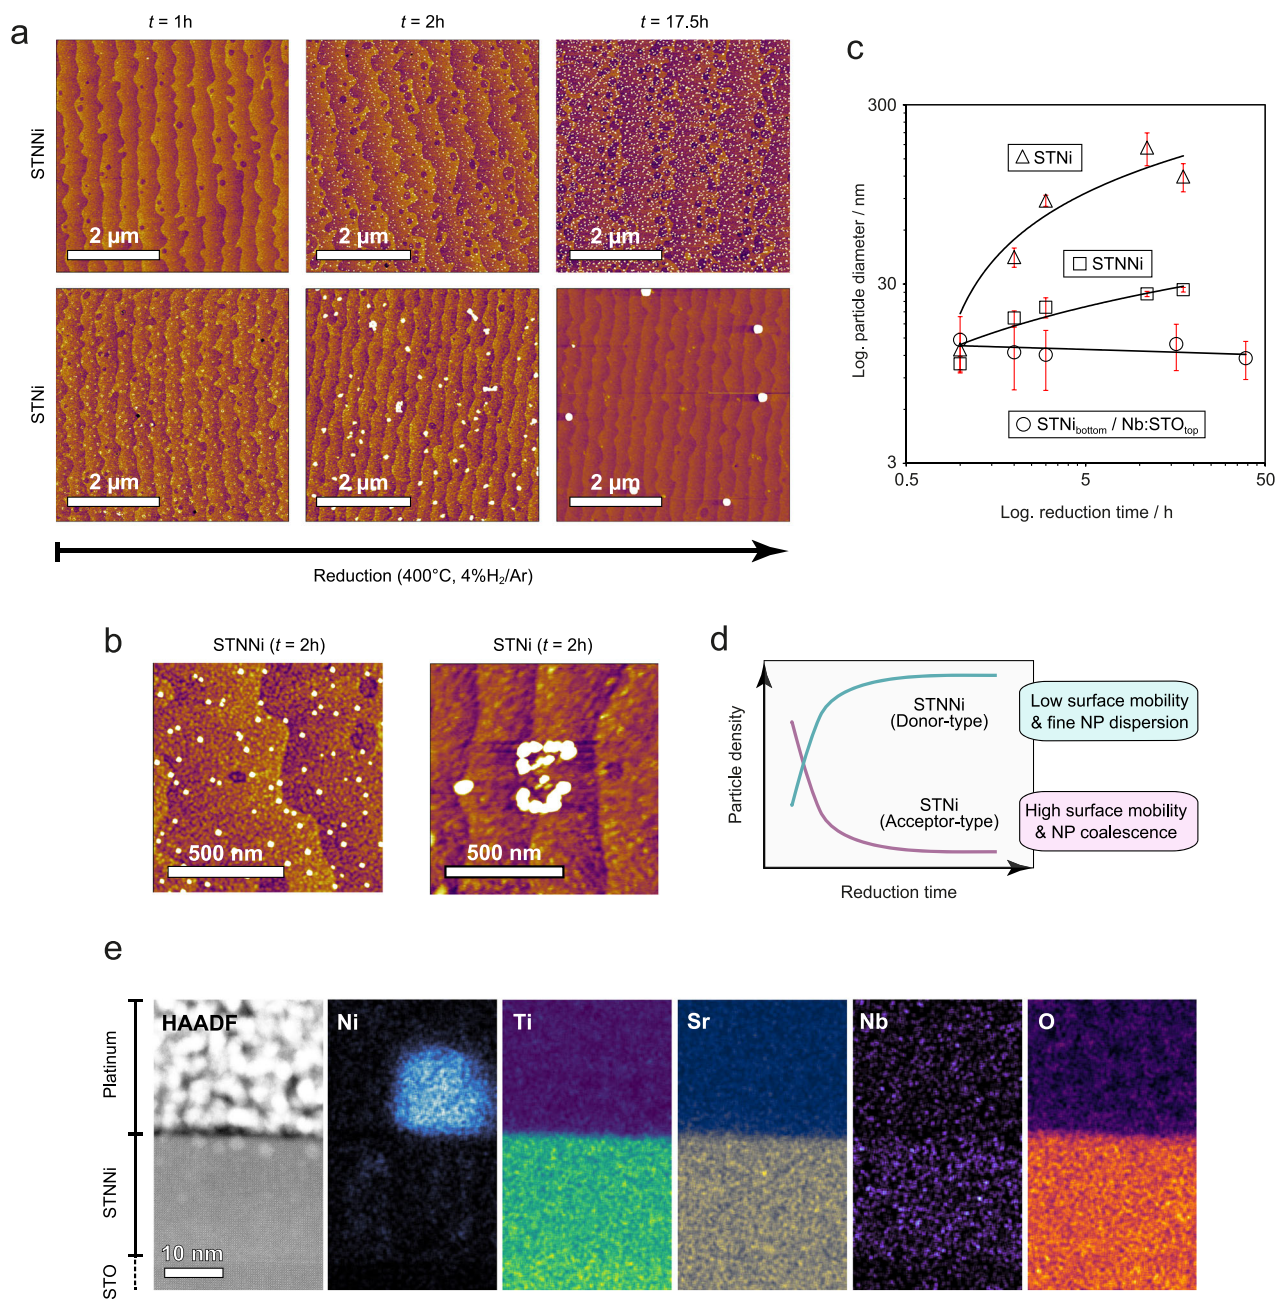 a
t = 1h
t = 2h
t = 17.5h
STNNi
2 µm
2 µm
2 µm
STNi
2 µm
2 µm
2 µm
Reduction (400°C, 4%H₂/Ar)
b
STNNi (t = 2h)
STNi (t = 2h)
500 nm
500 nm
c
300
30
3
0.5
5
50
Log. particle diameter / nm
Log. reduction time / h
STNi
STNNi
STNi bottom / Nb:STO top
d
Particle density
Reduction time
STNNi
(Donor-type)
STNi
(Acceptor-type)
Low surface mobility
& fine NP dispersion
High surface mobility
& NP coalescence
e
Platinum
STNNi
STO
HAADF
10 nm
Ni
Ti
Sr
Nb
O